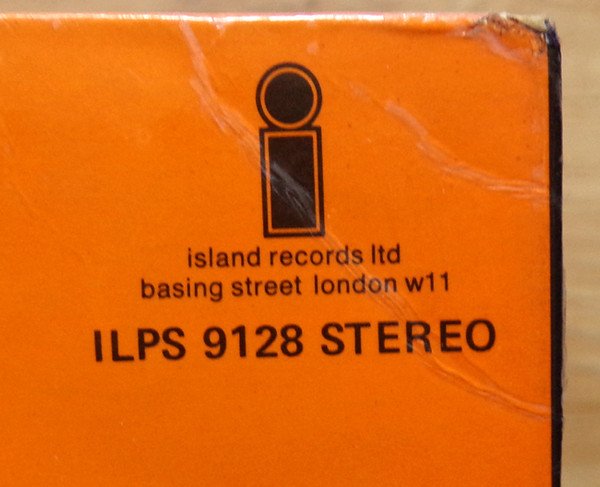 island records ltd
basing street london w11
ILPS 9128 STEREO